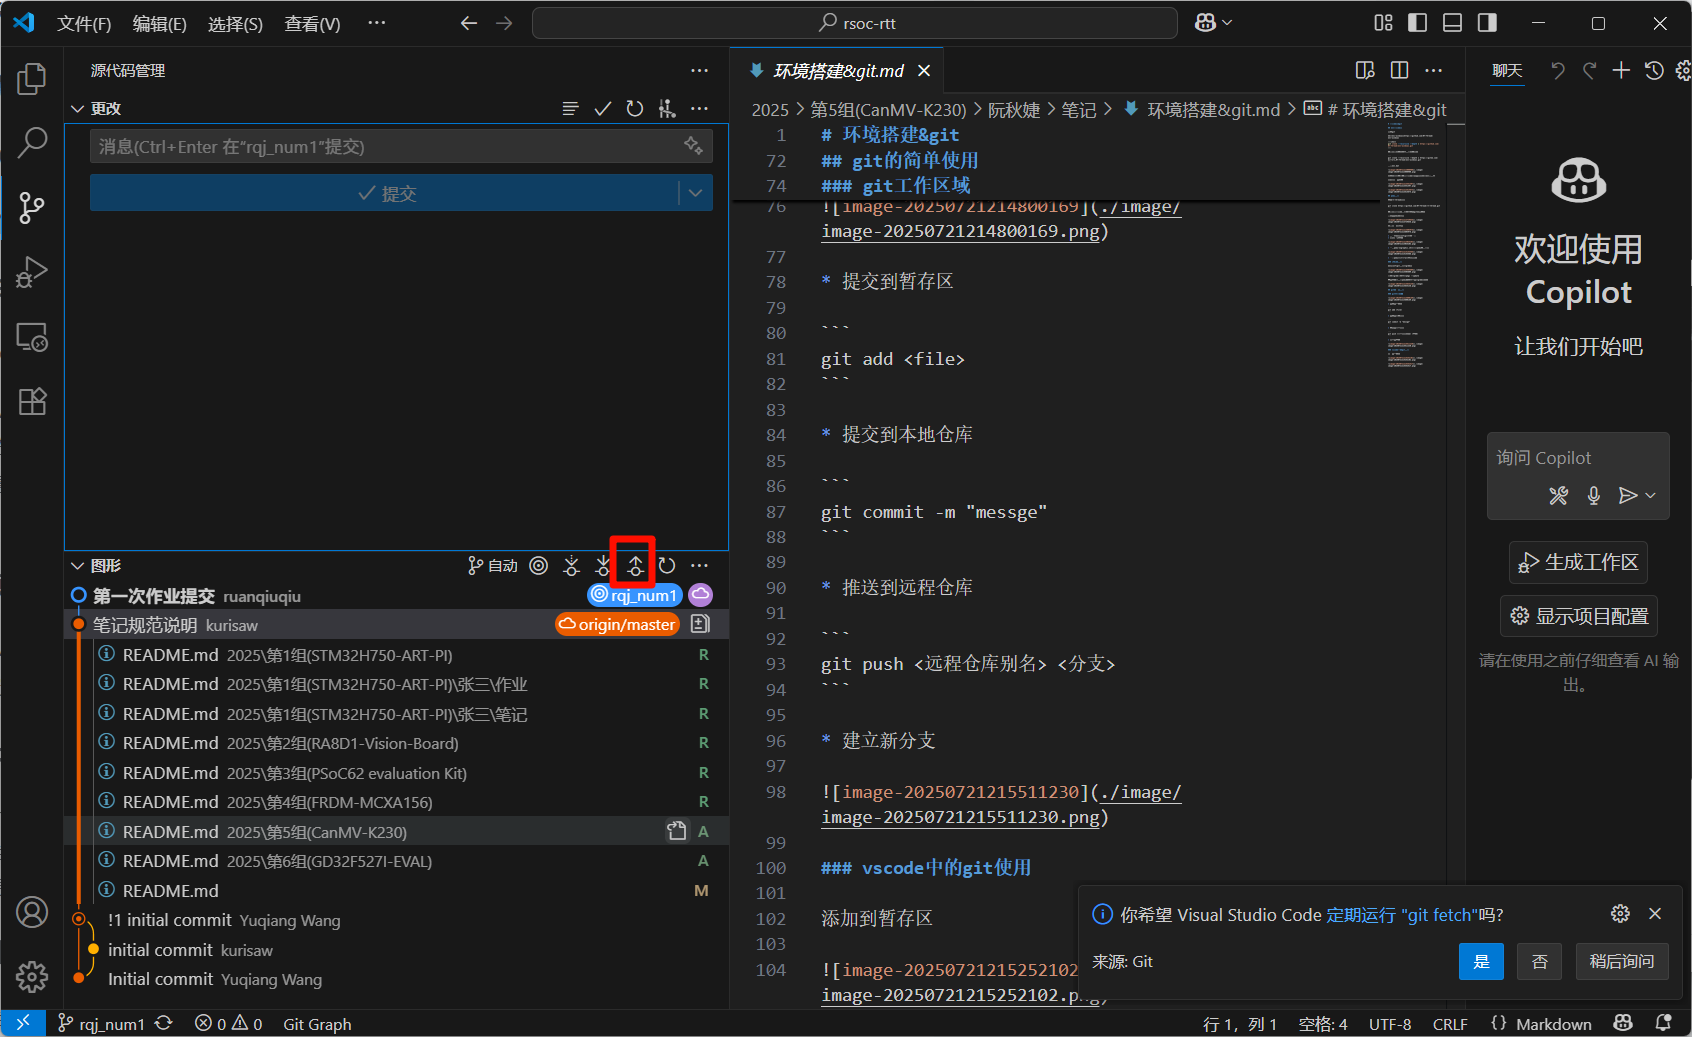 文件(F) 编辑(E) 选择(S) 查看(V) ··· rsoc-rtt
源代码管理
更改
消息(Ctrl+Enter 在"rqj_num1"提交)
提交
图形 自动
第一次作业提交 ruanqiuqiu rqj_num1
笔记规范说明 kurisaw origin/master
README.md 2025\第1组(STM32H750-ART-PI) R
README.md 2025\第1组(STM32H750-ART-PI)\张三\作业 R
README.md 2025\第1组(STM32H750-ART-PI)\张三\笔记 R
README.md 2025\第2组(RA8D1-Vision-Board) R
README.md 2025\第3组(PSoC62 evaluation Kit) R
README.md 2025\第4组(FRDM-MCXA156) R
README.md 2025\第5组(CanMV-K230) A
README.md 2025\第6组(GD32F527I-EVAL) A
README.md M
!1 initial commit Yuqiang Wang
initial commit kurisaw
Initial commit Yuqiang Wang
环境搭建&git.md
2025 > 第5组(CanMV-K230) > 阮秋婕 > 笔记 > 环境搭建&git.md > # 环境搭建&git
1 # 环境搭建&git
72 ## git的简单使用
74 ### git工作区域
76 ![image-20250721214800169](./image/
image-20250721214800169.png)
77
78 * 提交到暂存区
79
80 ```
81 git add <file>
82 ```
83
84 * 提交到本地仓库
85
86 ```
87 git commit -m "messge"
88 ```
89
90 * 推送到远程仓库
91
92 ```
93 git push <远程仓库别名> <分支>
94 ```
95
96 * 建立新分支
97
98 ![image-20250721215511230](./image/
image-20250721215511230.png)
99
100 ### vscode中的git使用
101
102 添加到暂存区
103
104 ![image-20250721215252102
image-20250721215252102.png)
聊天
欢迎使用
Copilot
让我们开始吧
询问 Copilot
生成工作区
显示项目配置
请在使用之前仔细查看 AI 输
出。
你希望 Visual Studio Code 定期运行 "git fetch"吗?
来源: Git
是 否 稍后询问
rqj_num1 0 0 Git Graph
行 1，列 1 空格: 4 UTF-8 CRLF {} Markdown